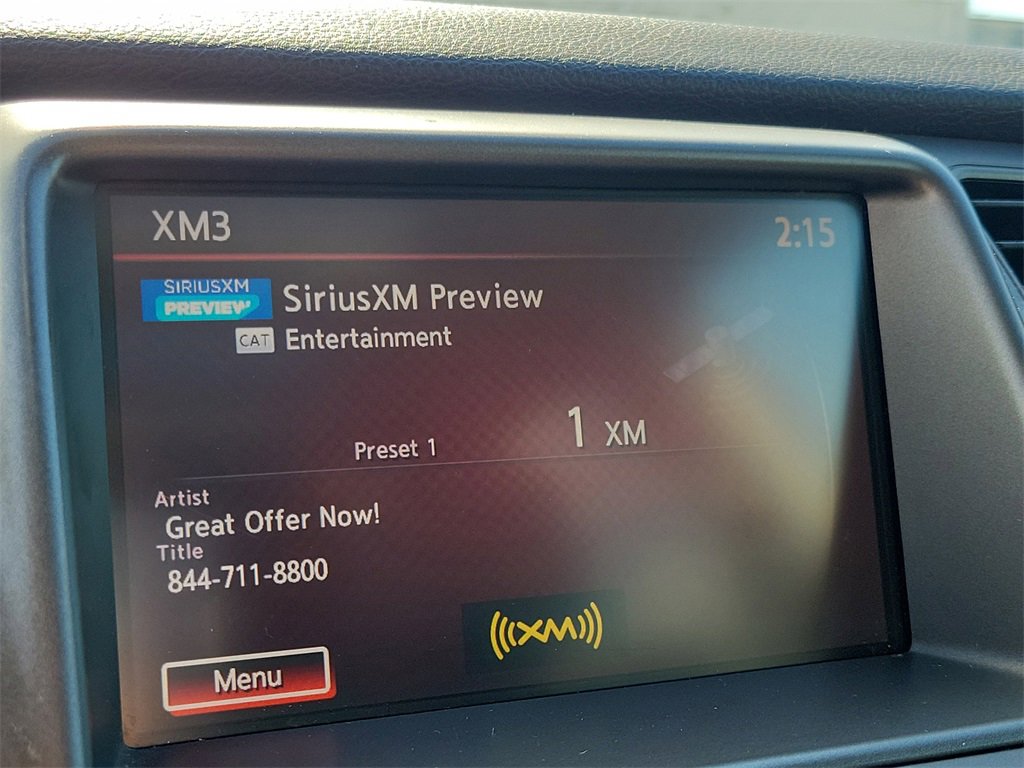 XM3 2:15
SIRIUSXM
PREVIEW
SiriusXM Preview
CAT Entertainment
1 XM
Preset 1
Artist
Great Offer Now!
Title
844-711-8800
XM
Menu